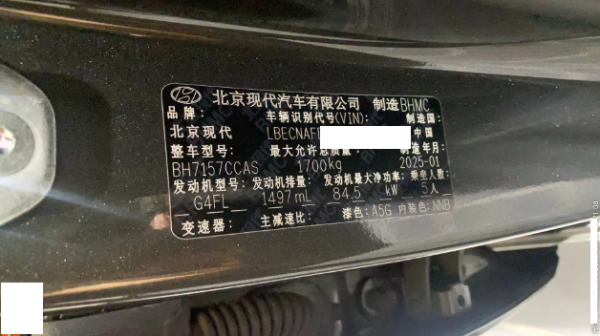 北京现代汽车有限公司 制造BHMC
品牌: 车辆识别代号(VIN): 制造国:
北京现代 LBECNAF 中国
整车型号: 最大允许总质量: 制造年月:
BH7157CCAS 1700kg 2025-01
发动机型号: 发动机排量: 发动机最大净功率: 乘坐人数:
G4FL 1497mL 84.5 kW 5人
变速器: 主减速比: 漆色: A5G 内装色: NNB